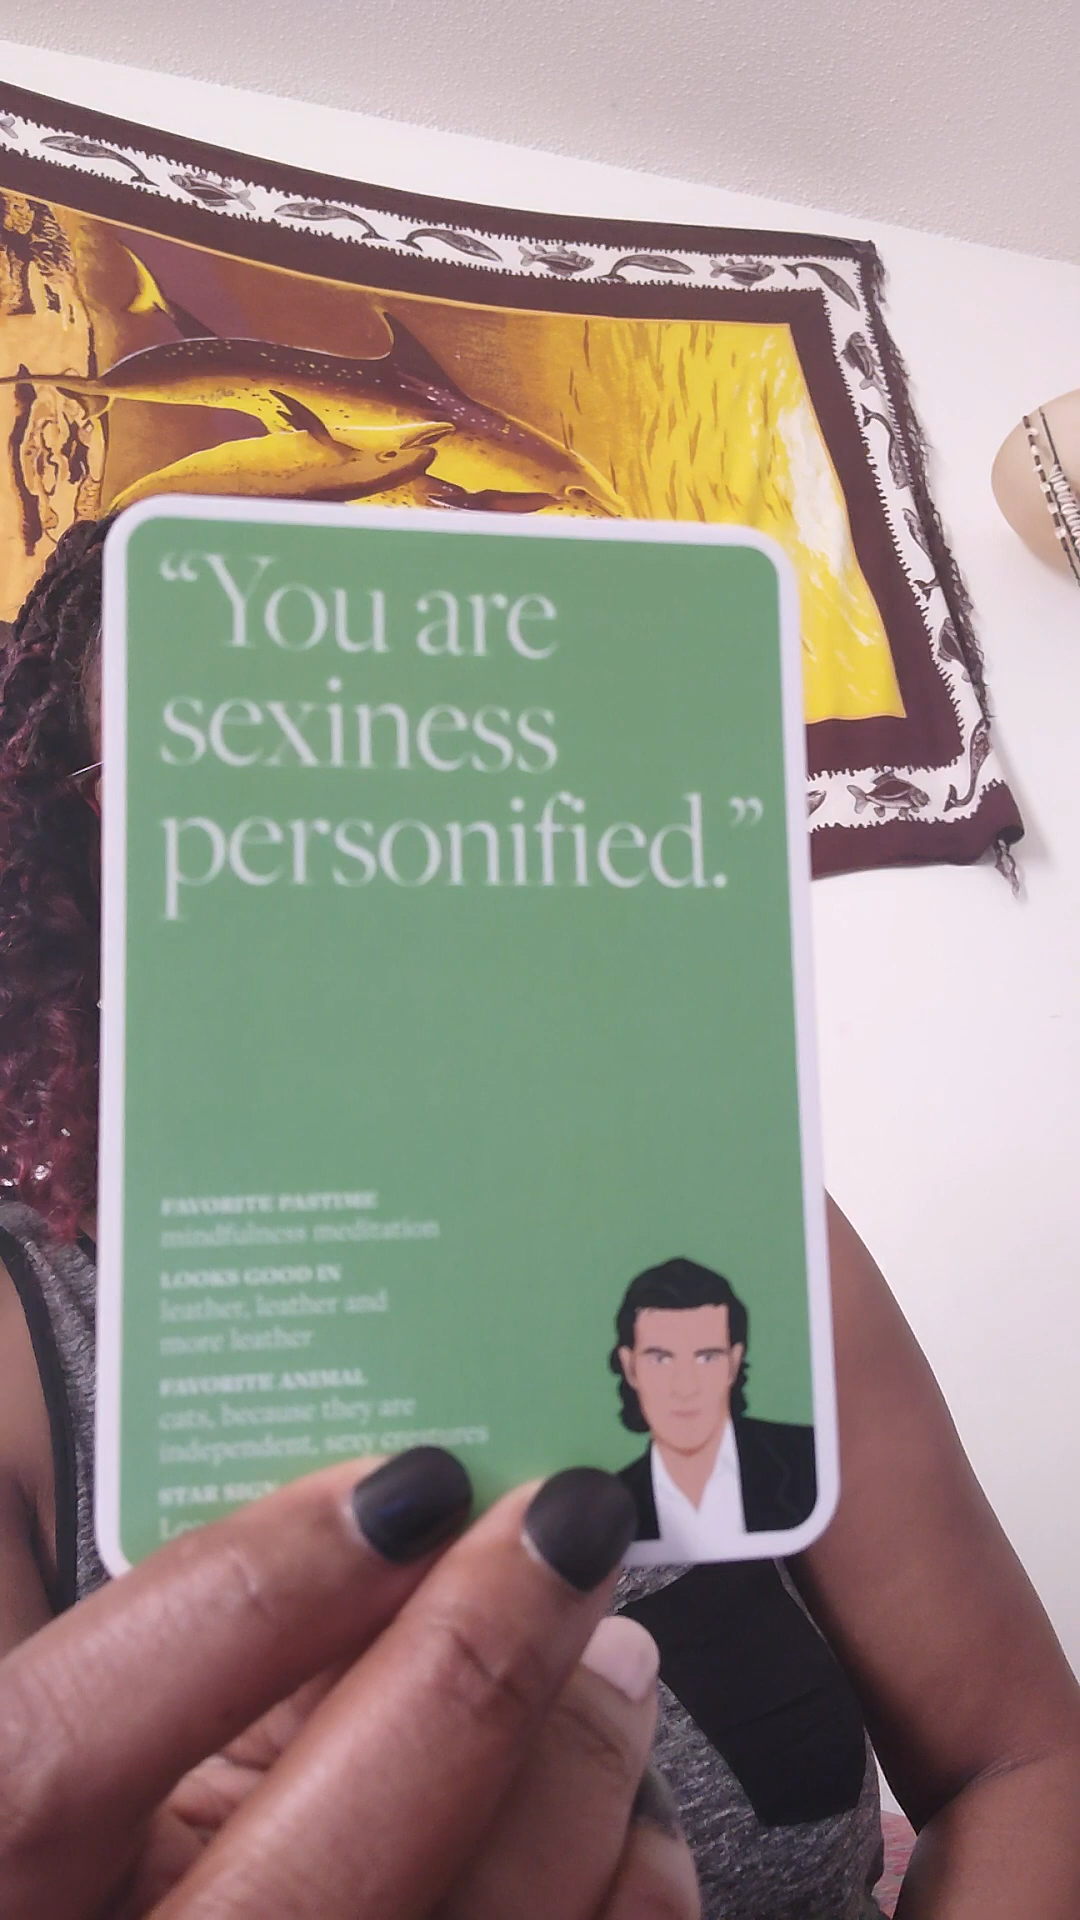 “You are
sexiness
personified.”
FAVORITE PASTIME
mindfulness meditation
LOOKS GOOD IN
leather, leather and
more leather
FAVORITE ANIMAL
cats, because they are
independent, sexy creatures
STAR SIGN